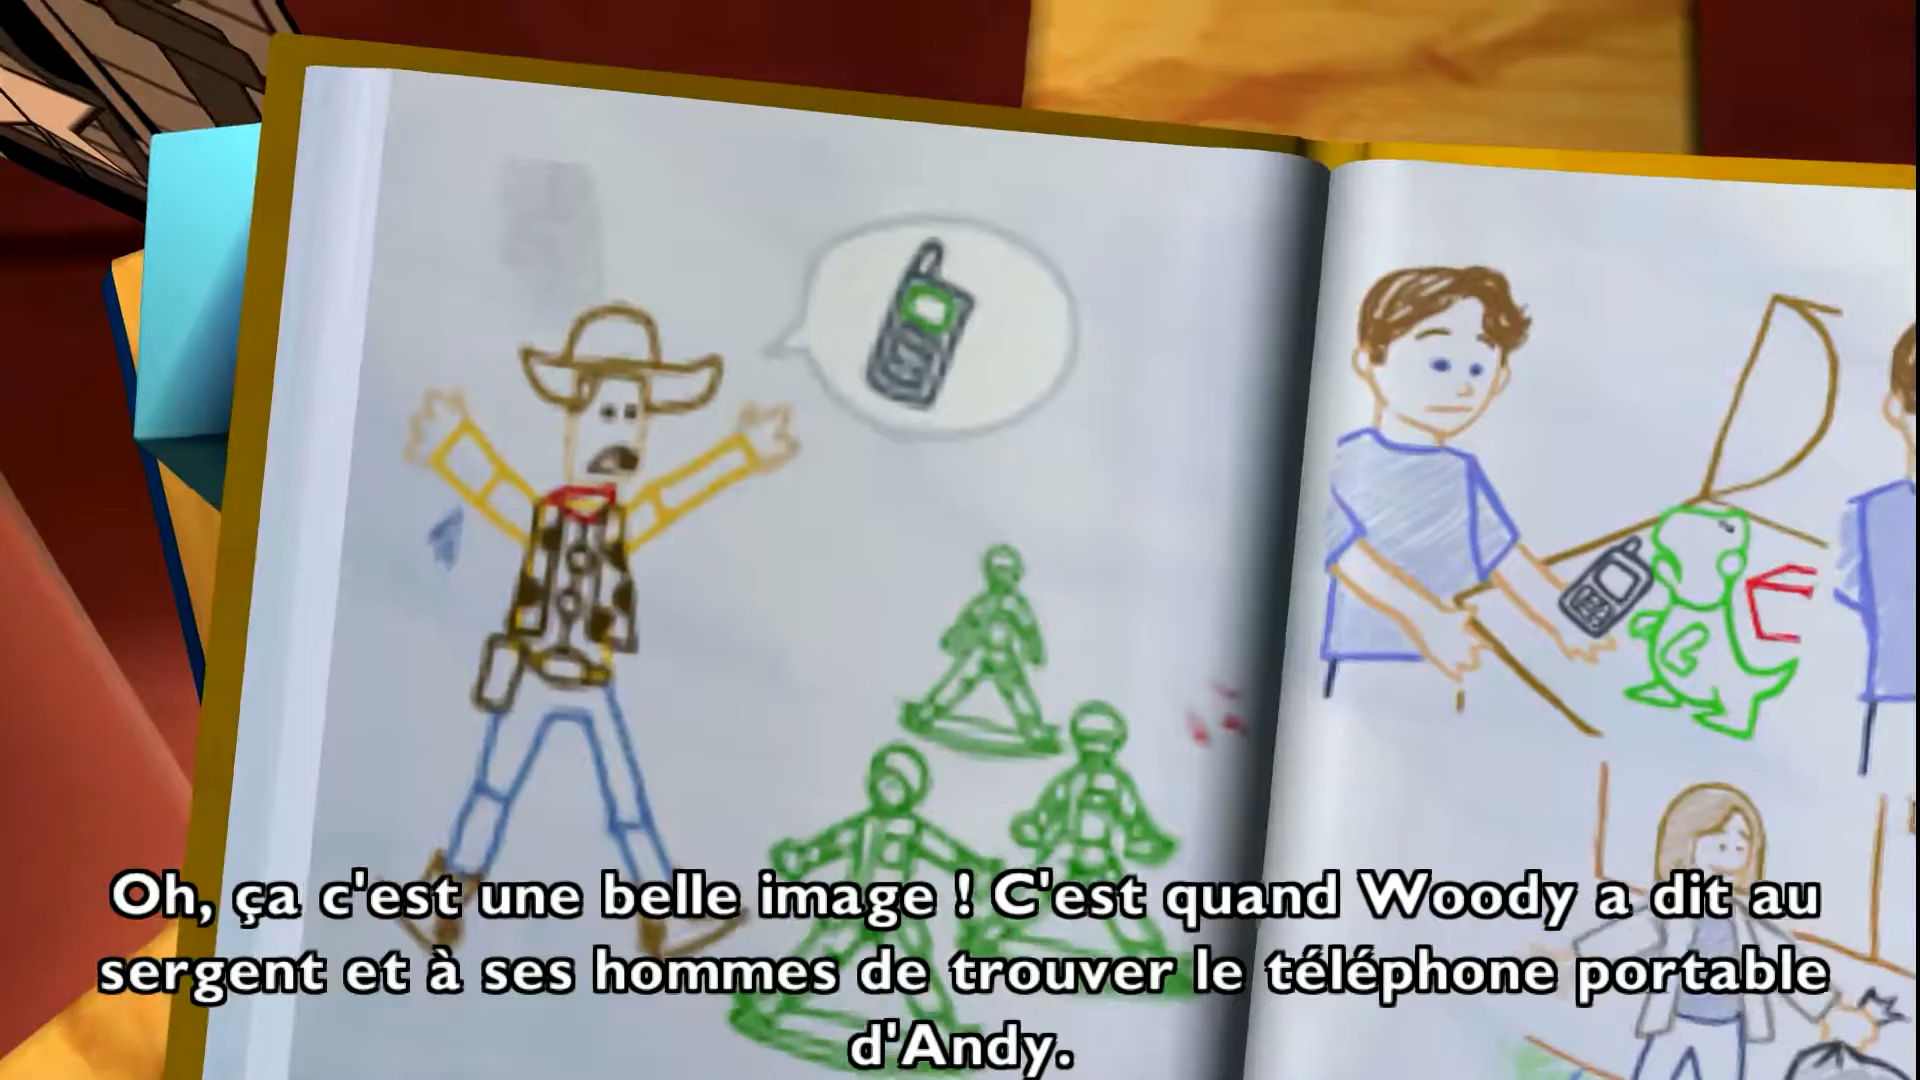 Oh, ça c'est une belle image ! C'est quand Woody a dit au
sergent et à ses hommes de trouver le téléphone portable
d'Andy.